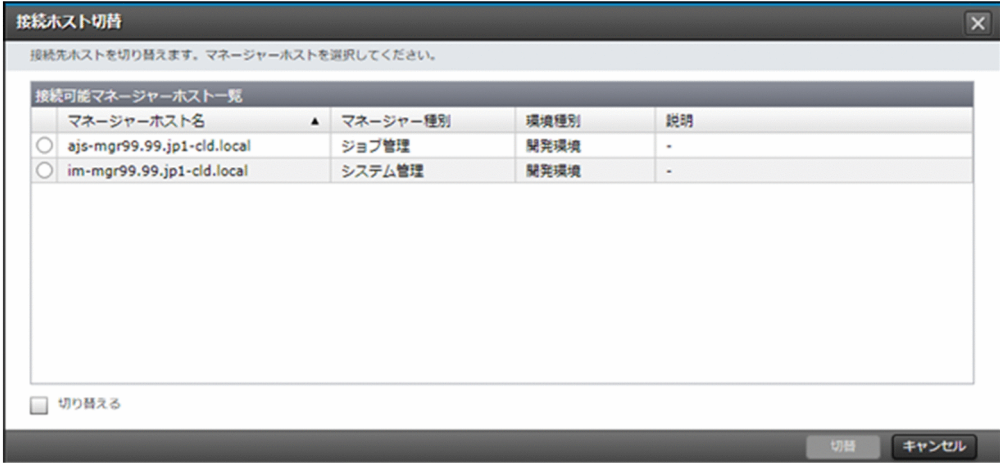 接続ホスト切替
接続先ホストを切り替えます。マネージャーホストを選択してください。
接続可能マネージャーホスト一覧
マネージャーホスト名 ▲ マネージャー種別 環境種別 説明
ajs-mgr99.99.jp1-cld.local ジョブ管理 開発環境 -
im-mgr99.99.jp1-cld.local システム管理 開発環境 -
切り替える
切替 キャンセル